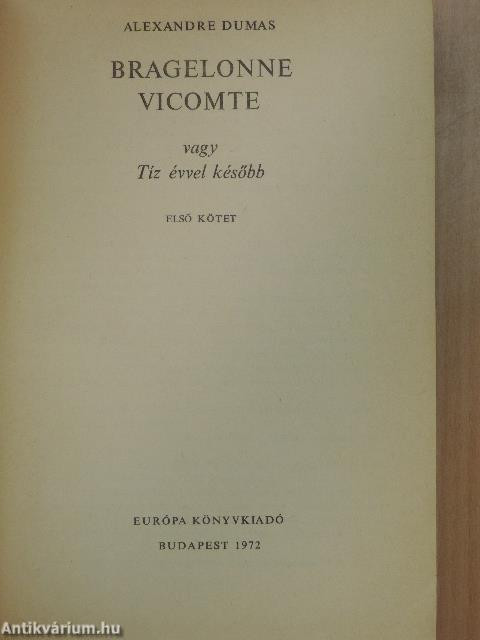 ALEXANDRE DUMAS
BRAGELONNE
VICOMTE
vagy
Tíz évvel később
ELSŐ KÖTET
EURÓPA KÖNYVKIADÓ
BUDAPEST 1972
Antikvárium.hu